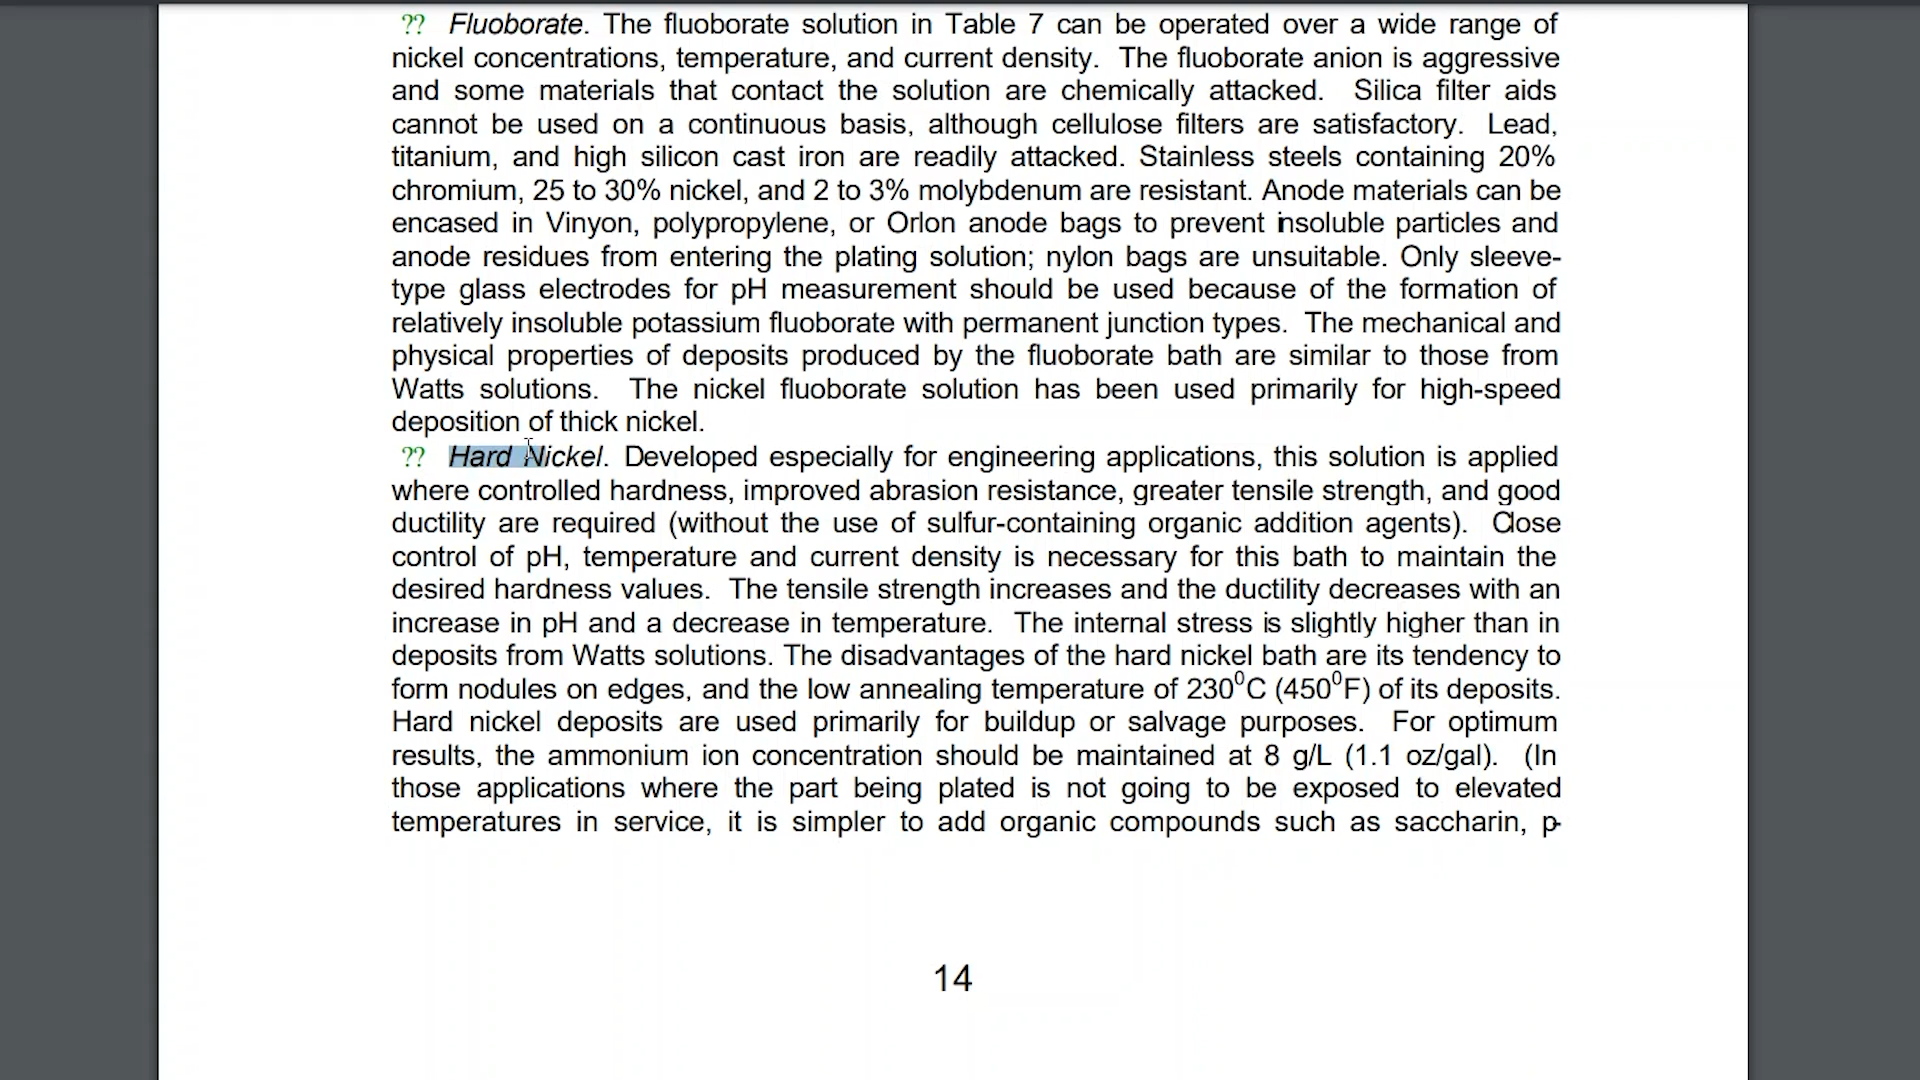 ?? Fluoborate. The fluoborate solution in Table 7 can be operated over a wide range of
nickel concentrations, temperature, and current density. The fluoborate anion is aggressive
and some materials that contact the solution are chemically attacked. Silica filter aids
cannot be used on a continuous basis, although cellulose filters are satisfactory. Lead,
titanium, and high silicon cast iron are readily attacked. Stainless steels containing 20%
chromium, 25 to 30% nickel, and 2 to 3% molybdenum are resistant. Anode materials can be
encased in Vinyon, polypropylene, or Orlon anode bags to prevent insoluble particles and
anode residues from entering the plating solution; nylon bags are unsuitable. Only sleeve-
type glass electrodes for pH measurement should be used because of the formation of
relatively insoluble potassium fluoborate with permanent junction types. The mechanical and
physical properties of deposits produced by the fluoborate bath are similar to those from
Watts solutions. The nickel fluoborate solution has been used primarily for high-speed
deposition of thick nickel.
?? Hard Nickel. Developed especially for engineering applications, this solution is applied
where controlled hardness, improved abrasion resistance, greater tensile strength, and good
ductility are required (without the use of sulfur-containing organic addition agents). Close
control of pH, temperature and current density is necessary for this bath to maintain the
desired hardness values. The tensile strength increases and the ductility decreases with an
increase in pH and a decrease in temperature. The internal stress is slightly higher than in
deposits from Watts solutions. The disadvantages of the hard nickel bath are its tendency to
form nodules on edges, and the low annealing temperature of 230⁰C (450⁰F) of its deposits.
Hard nickel deposits are used primarily for buildup or salvage purposes. For optimum
results, the ammonium ion concentration should be maintained at 8 g/L (1.1 oz/gal). (In
those applications where the part being plated is not going to be exposed to elevated
temperatures in service, it is simpler to add organic compounds such as saccharin, p-
14